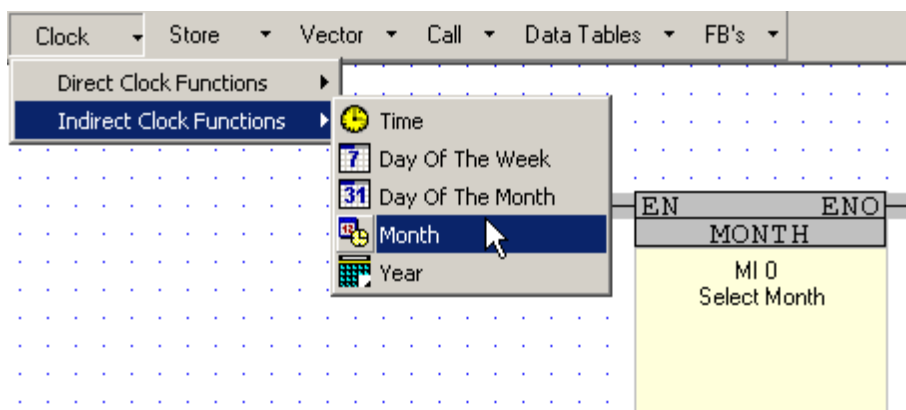 Clock Store Vector Call Data Tables FB's
Direct Clock Functions
Indirect Clock Functions
Time
7 Day Of The Week
31 Day Of The Month
Month
Year
EN ENO
MONTH
MI 0
Select Month